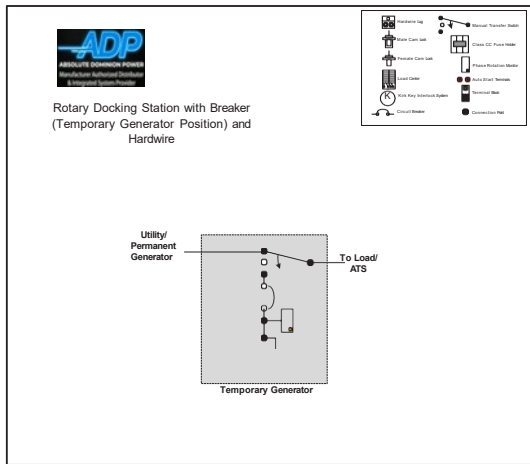 ADP
ABSOLUTE DOMINION POWER
Manufacturer Authorized Distributor
& Integrated System Provider
Rotary Docking Station with Breaker
(Temporary Generator Position) and
Hardwire
Hardwire Lug
Male Cam Lok
Female Cam Lok
Load Center
K
Kirk Key Interlock System
Circuit Breaker
Manual Transfer Switch
Class CC Fuse Holder
Phase Rotation Monitor
Auto Start Terminals
Terminal Block
Connection Point
Utility/
Permanent
Generator
To Load/
ATS
Temporary Generator